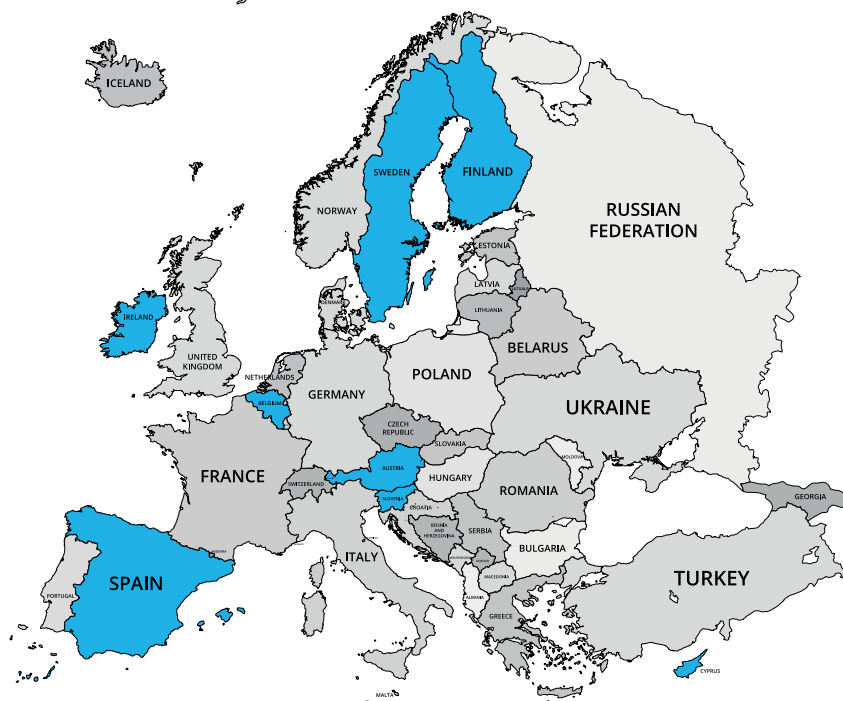 ICELAND
SWEDEN
FINLAND
NORWAY
RUSSIAN
FEDERATION
ESTONIA
LATVIA
LITHUANIA
DENMARK
IRELAND
UNITED
KINGDOM
NETHERLANDS
BELGIUM
GERMANY
POLAND
BELARUS
UKRAINE
CZECH
REPUBLIC
SLOVAKIA
MOLDOVA
FRANCE
SWITZERLAND
AUSTRIA
HUNGARY
SLOVENIA
CROATIA
ROMANIA
GEORGIA
BOSNIA
AND
HERZEGOVINA
SERBIA
BULGARIA
ITALY
ANDORRA
SPAIN
PORTUGAL
MACEDONIA
ALBANIA
GREECE
TURKEY
CYPRUS
MALTA